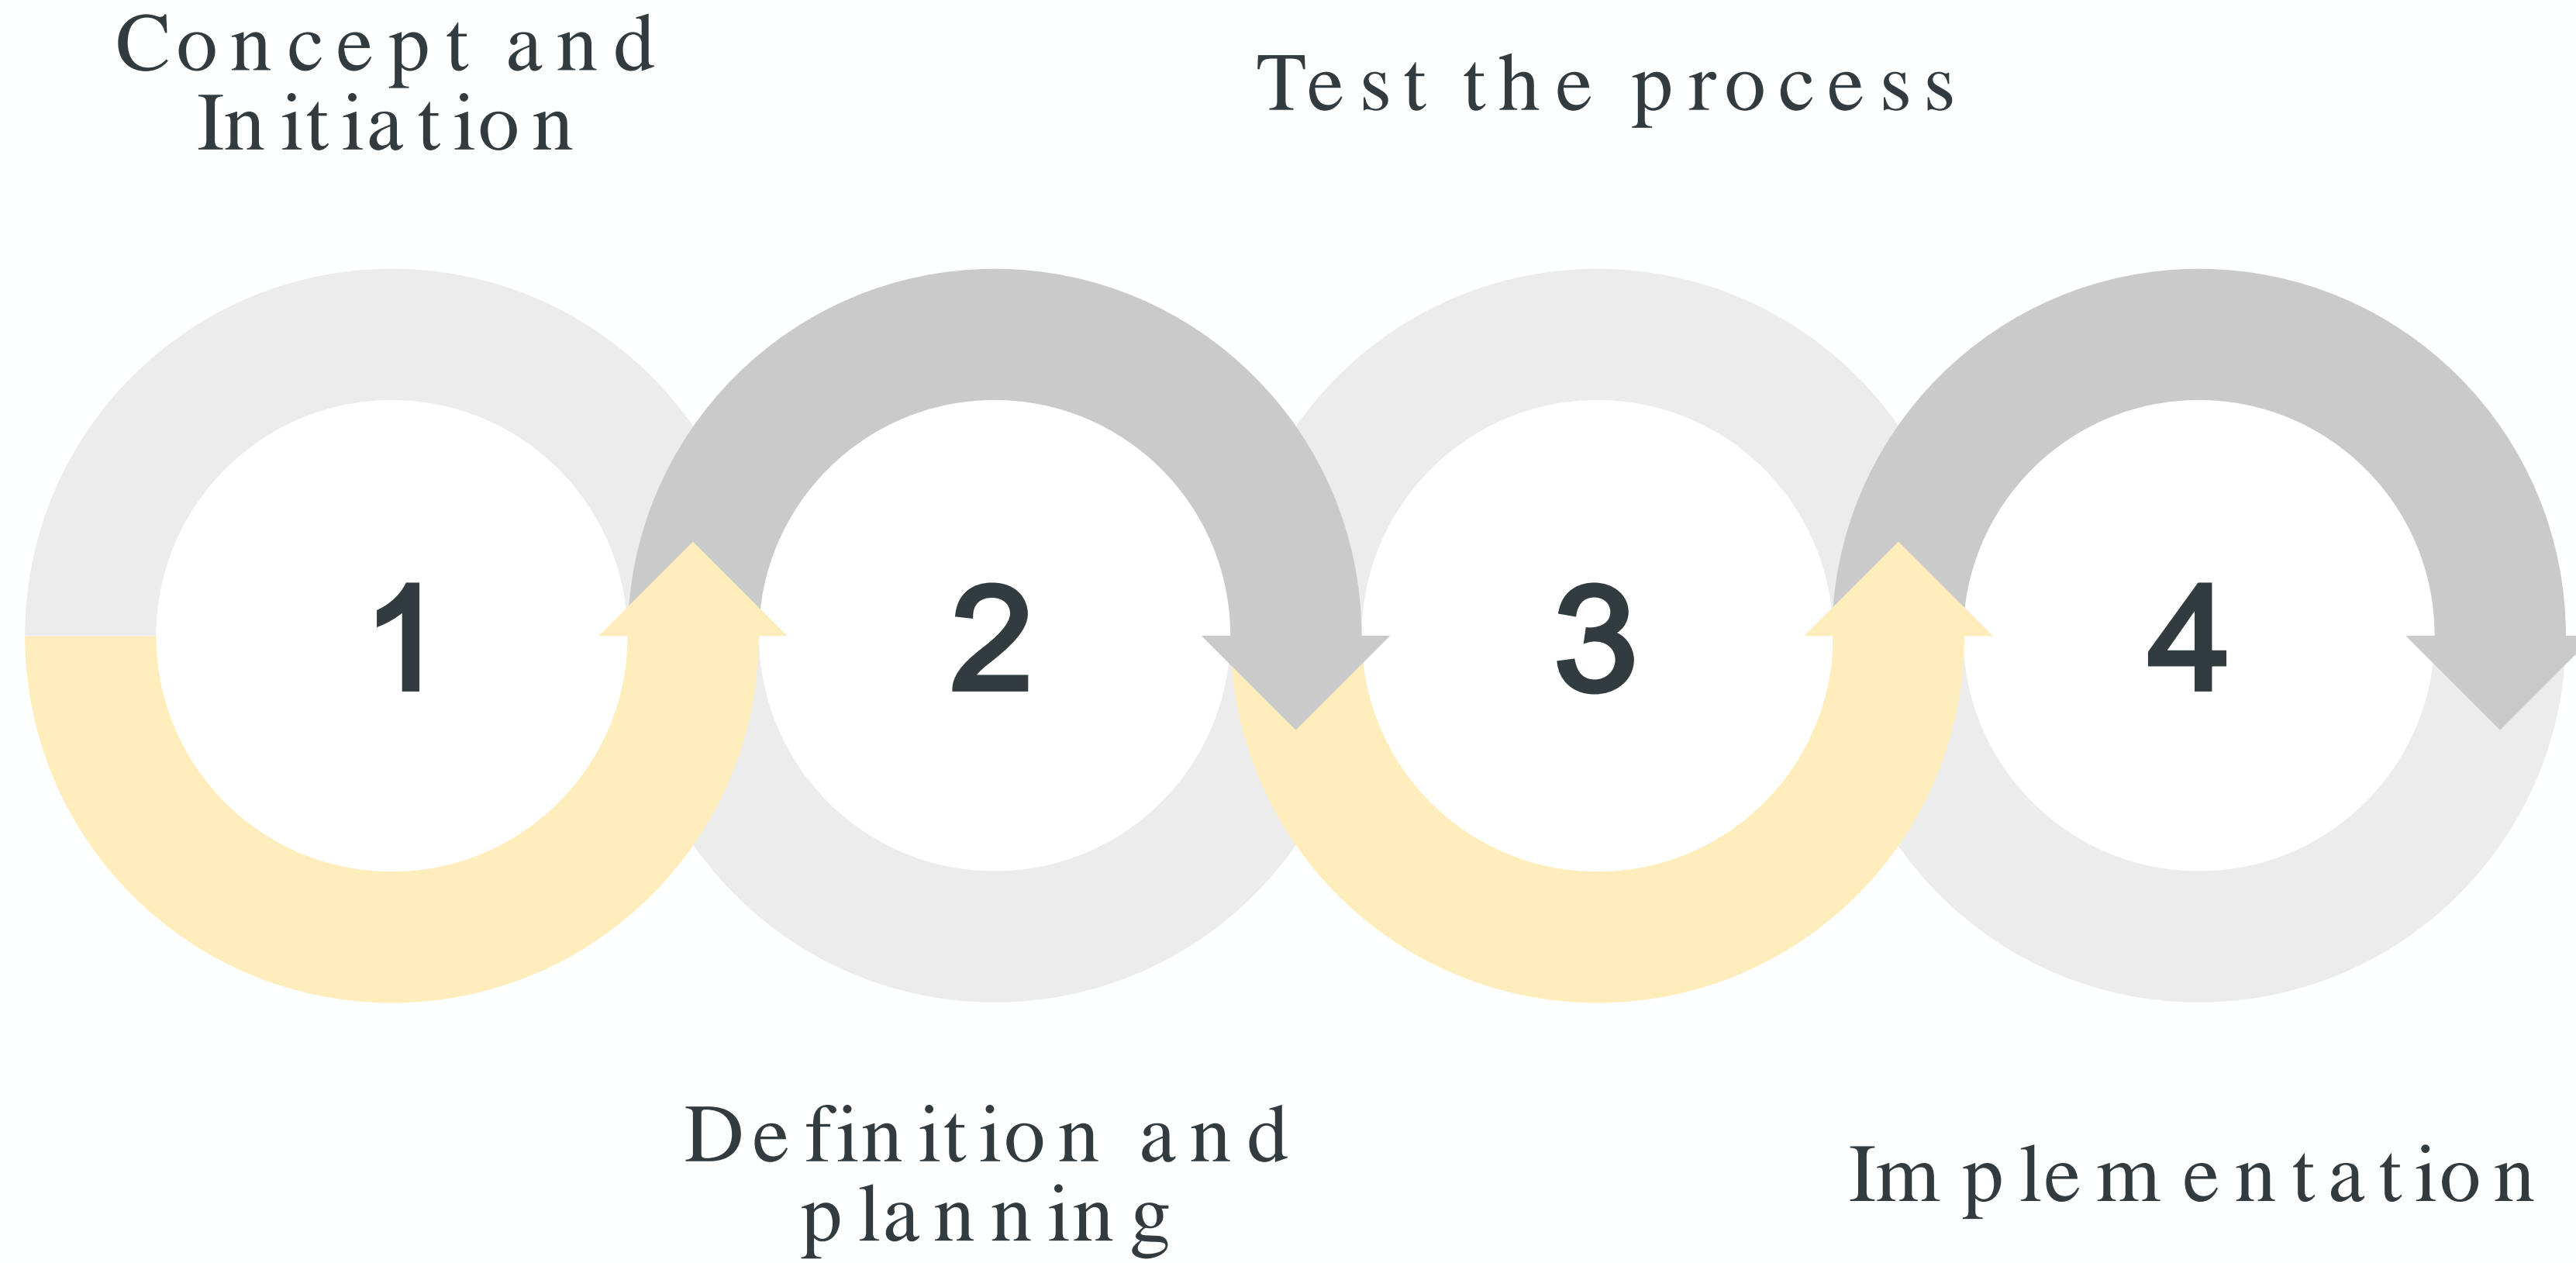 Concept and
Initiation
Test the process
1
2
3
4
Definition and
planning
Implementation